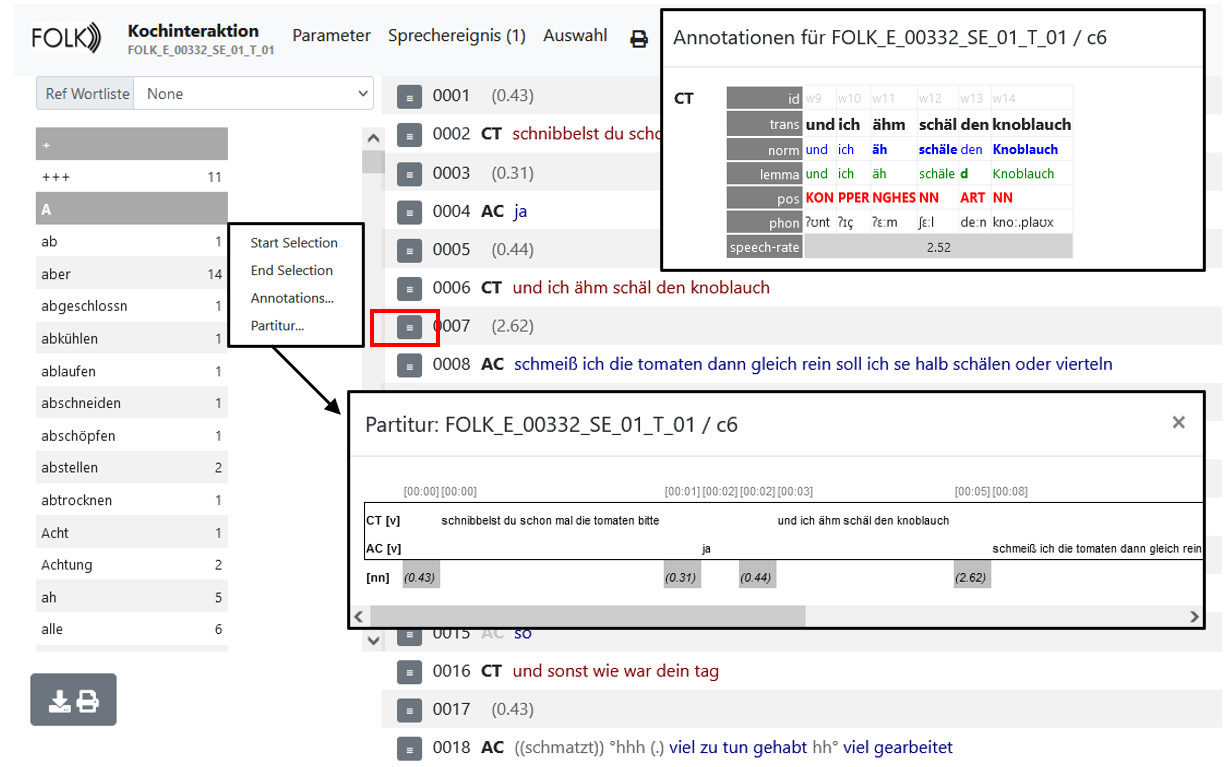 FOLK
Kochinteraktion
FOLK_E_00332_SE_01_T_01
Parameter Sprechereignis (1) Auswahl
Ref Wortliste None
+
+++ 11
A
ab 1
aber 14
abgeschlossn 1
abkühlen 1
ablaufen 1
abschneiden 1
abschöpfen 1
abstellen 2
abtrocknen 1
Acht 1
Achtung 2
ah 5
alle 6
Start Selection
End Selection
Annotations...
Partitur...
0001 (0.43)
0002 CT schnibbelst du
0003 (0.31)
0004 AC ja
0005 (0.44)
0006 CT und ich ähm schäl den knoblauch
0007 (2.62)
0008 AC schmeiß ich die tomaten dann gleich rein soll ich se halb schälen oder vierteln
Annotationen für FOLK_E_00332_SE_01_T_01 / c6
CT
id w9 w10 w11 w12 w13 w14
trans und ich ähm schäl den knoblauch
norm und ich äh schäle den Knoblauch
lemma und ich äh schäle d Knoblauch
pos KON PPER NGHES NN ART NN
phon ʔʊnt ʔɪç ʔɛːm ʃɛːl deːn knoː.plaʊx
speech-rate 2.52
Partitur: FOLK_E_00332_SE_01_T_01 / c6 ×
[00:00] [00:00] [00:01] [00:02] [00:02] [00:03] [00:05] [00:08]
CT [v] schnibbelst du schon mal die tomaten bitte und ich ähm schäl den knoblauch
AC [v] ja schmeiß ich die tomaten dann gleich rein
[nn] (0.43) (0.31) (0.44) (2.62)
0015 AC so
0016 CT und sonst wie war dein tag
0017 (0.43)
0018 AC ((schmatzt)) °hhh (.) viel zu tun gehabt hh° viel gearbeitet